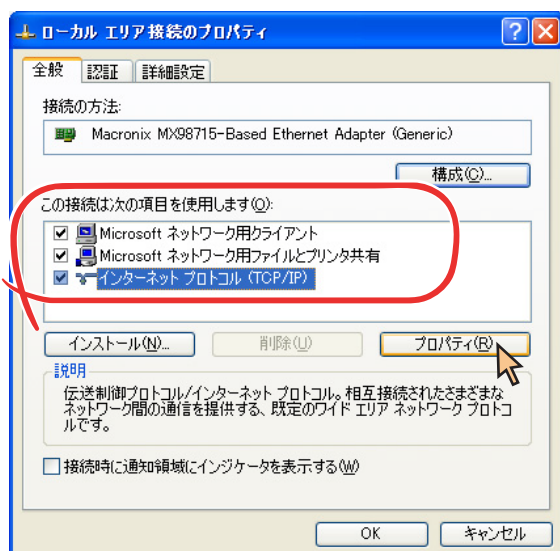 ローカル エリア接続のプロパティ
全般 認証 詳細設定
接続の方法:
Macronix MX98715-Based Ethernet Adapter (Generic)
構成(C)...
この接続は次の項目を使用します(O):
Microsoft ネットワーク用クライアント
Microsoft ネットワーク用ファイルとプリンタ共有
インターネット プロトコル (TCP/IP)
インストール(N)... 削除(U) プロパティ(R)
説明
伝送制御プロトコル/インターネット プロトコル。相互接続されたさまざまな
ネットワーク間の通信を提供する、既定のワイド エリア ネットワーク プロトコ
ルです。
接続時に通知領域にインジケータを表示する(W)
OK キャンセル